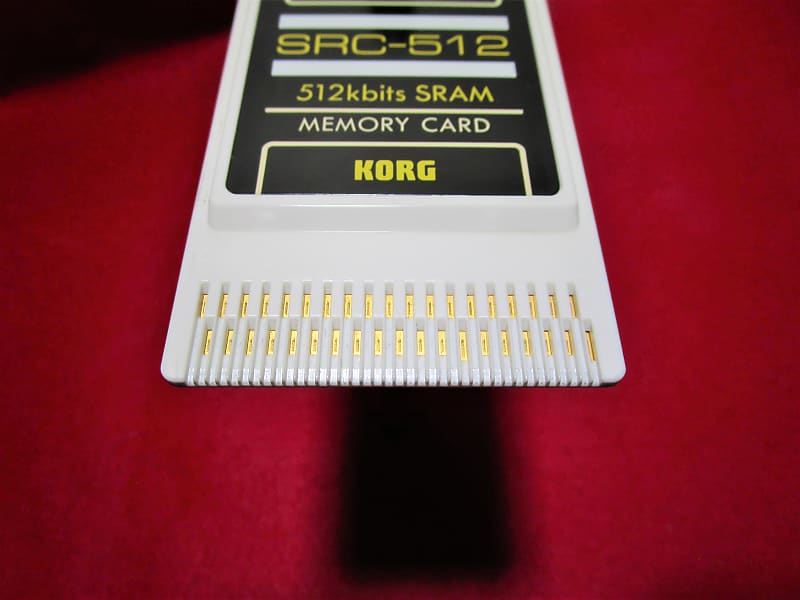 SRC-512
512kbits SRAM
MEMORY CARD
KORG